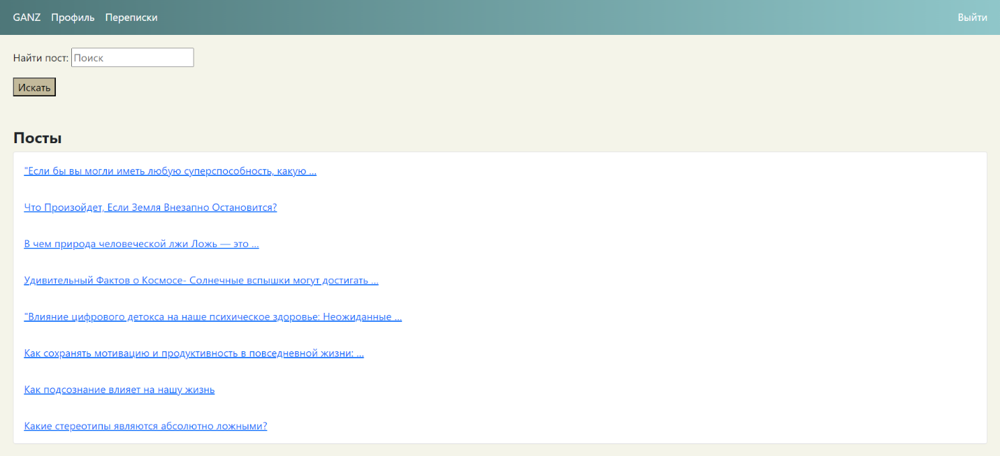 GANZ Профиль Переписки Выйти
Найти пост: Поиск
Искать
Посты
"Если бы вы могли иметь любую суперспособность, какую ...
Что Произойдет, Если Земля Внезапно Остановится?
В чем природа человеческой лжи Ложь — это ...
Удивительный Фактов о Космосе- Солнечные вспышки могут достигать ...
"Влияние цифрового детокса на наше психическое здоровье: Неожиданные ...
Как сохранять мотивацию и продуктивность в повседневной жизни: ...
Как подсознание влияет на нашу жизнь
Какие стереотипы являются абсолютно ложными?